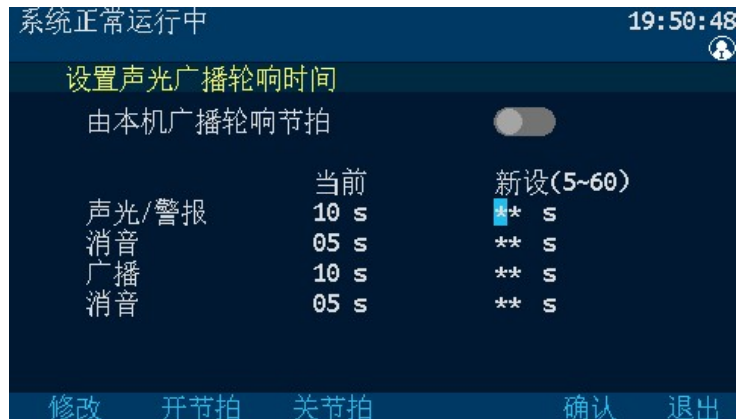 系统正常运行中 19:50:48
设置声光广播轮响时间
由本机广播轮响节拍
当前 新设(5~60)
声光/警报 10 s ** s
消音 05 s ** s
广播 10 s ** s
消音 05 s ** s
修改 开节拍 关节拍 确认 退出